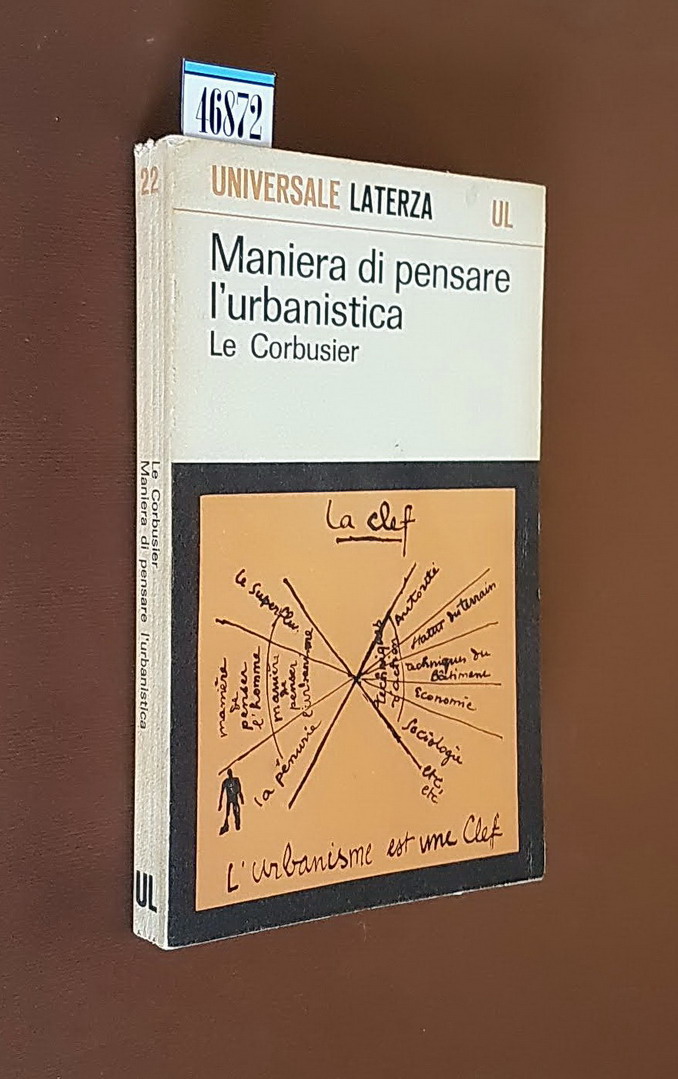 46872
22
UNIVERSALE LATERZA UL
Maniera di pensare
l'urbanistica
Le Corbusier
Le Corbusier
Maniera di pensare l'urbanistica
UL
La clef
le superflu.
manière
de
penser
l'homme
manière
de
penser
l'urbanisme
la pénurie
d'action
Autorité
statut du terrain
techniques du
bâtiment
Économie
Sociologie
etc,
etc
L'urbanisme est une Clef